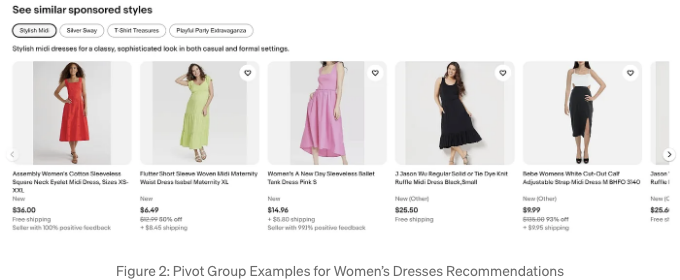 See similar sponsored styles
Stylish Midi
Silver Sway
T-Shirt Treasures
Playful Party Extravaganza
Stylish midi dresses for a classy, sophisticated look in both casual and formal settings.
Assembly Women's Cotton Sleeveless
Square Neck Eyelet Midi Dress, Sizes XS-
XXL
New
$36.00
Free shipping
Seller with 100% positive feedback
Flutter Short Sleeve Woven Midi Maternity
Waist Dress Isabel Maternity XL
New
$6.49
$12.99 50% off
+ $8.45 shipping
Women's A New Day Sleeveless Ballet
Tank Dress Pink S
New
$14.96
+ $5.80 shipping
Seller with 99.1% positive feedback
J Jason Wu Regular Solid or Tie Dye Knit
Ruffle Midi Dress Black,Small
New (Other)
$25.50
Free shipping
Bebe Womens White Cut-Out Calf
Adjustable Strap Midi Dress M BHFO 3140
New (Other)
$9.99
$135.00 93% off
+ $9.95 shipping
Jason
Ruffle
New (O
$25.6
Free s
Figure 2: Pivot Group Examples for Women's Dresses Recommendations